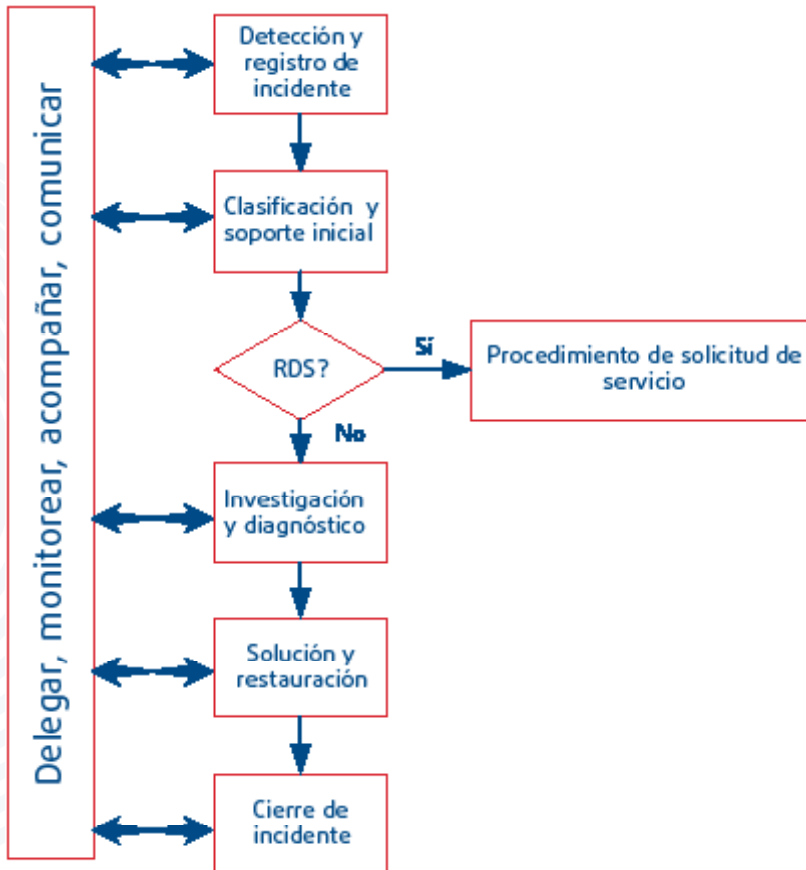 Delegar, monitorear, acompañar, comunicar
Detección y
registro de
incidente
Clasificación y
soporte inicial
RDS?
Sí
Procedimiento de solicitud de
servicio
No
Investigación
y diagnóstico
Solución y
restauración
Cierre de
incidente